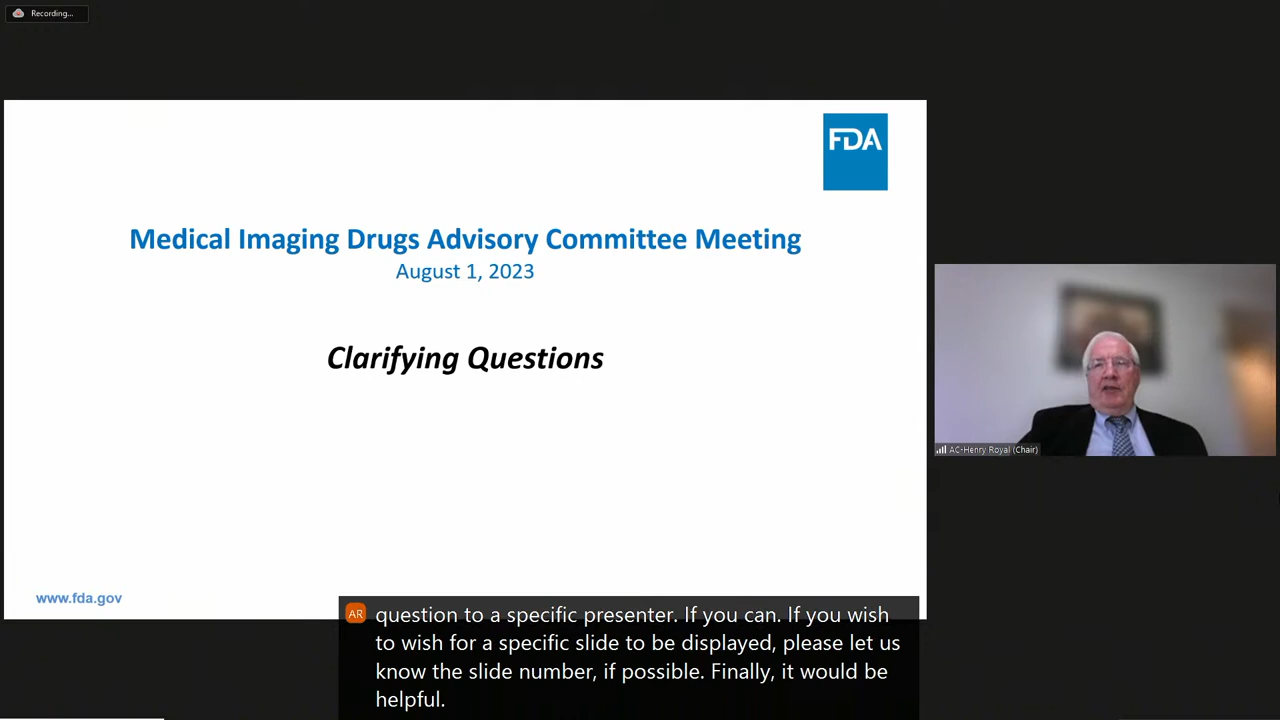 Recording...
FDA
Medical Imaging Drugs Advisory Committee Meeting
August 1, 2023
Clarifying Questions
AC-Henry Royal (Chair)
www.fda.gov
AR
question to a specific presenter. If you can. If you wish
to wish for a specific slide to be displayed, please let us
know the slide number, if possible. Finally, it would be
helpful.